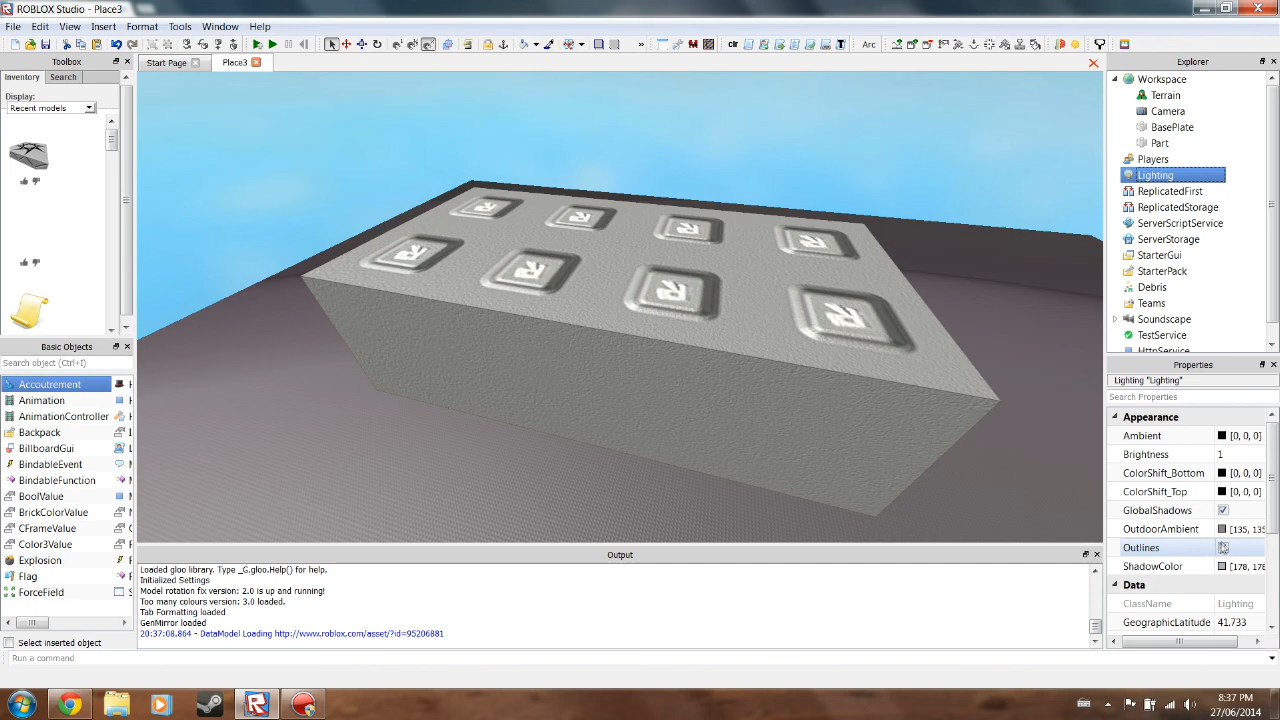 ROBLOX Studio - Place3
File Edit View Insert Format Tools Window Help
clr Arc
Toolbox
Inventory Search
Display:
Recent models
Start Page Place3
Explorer
Workspace
Terrain
Camera
BasePlate
Part
Players
Lighting
ReplicatedFirst
ReplicatedStorage
ServerScriptService
ServerStorage
StarterGui
StarterPack
Debris
Teams
Soundscape
TestService
HttpService
Basic Objects
Search object (Ctrl+I)
Accoutrement
Animation
AnimationController
Backpack
BillboardGui
BindableEvent
BindableFunction
BoolValue
BrickColorValue
CFrameValue
Color3Value
Explosion
Flag
ForceField
Select inserted object
Run a command
Properties
Lighting "Lighting"
Search Properties
Appearance
Ambient [0, 0, 0]
Brightness 1
ColorShift_Bottom [0, 0, 0]
ColorShift_Top [0, 0, 0]
GlobalShadows
OutdoorAmbient [135, 135
Outlines
ShadowColor [178, 178
Data
ClassName Lighting
GeographicLatitude 41.733
Output
Loaded gloo library. Type _G.gloo.Help() for help.
Initialized Settings
Model rotation fix version: 2.0 is up and running!
Too many colours version: 3.0 loaded.
Tab Formatting loaded
GenMirror loaded
20:37:08.864 - DataModel Loading http://www.roblox.com/asset/?id=95206881
8:37 PM
27/06/2014